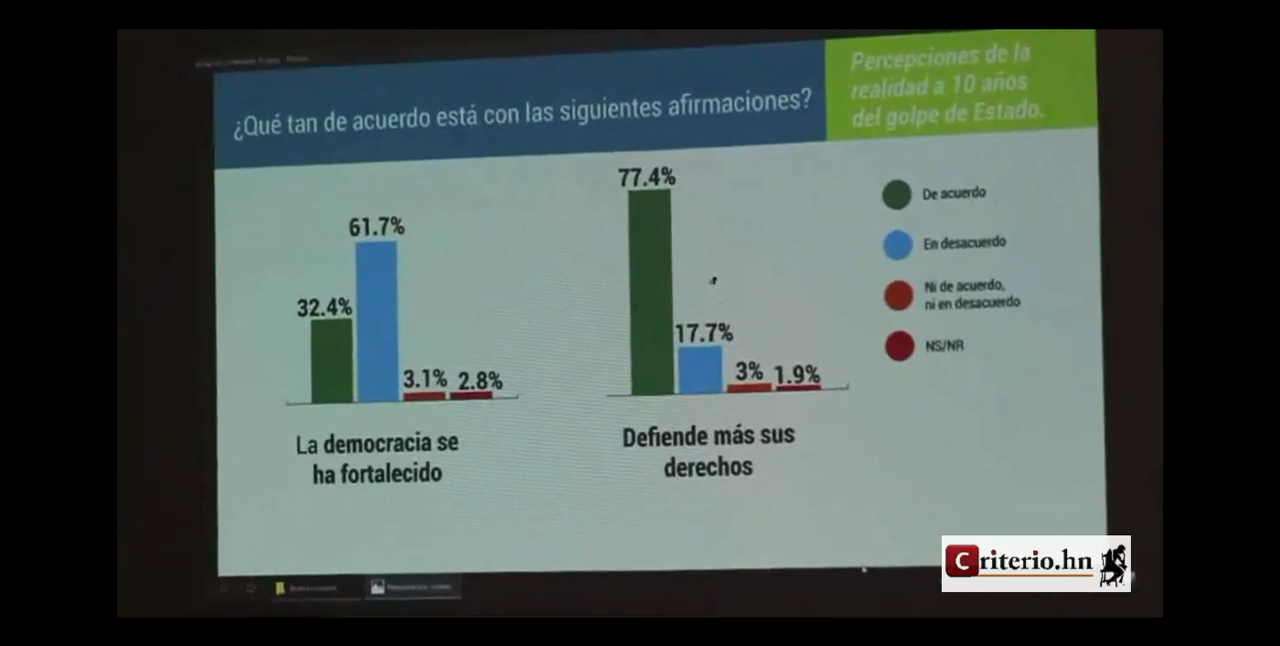 ¿Qué tan de acuerdo está con las siguientes afirmaciones?
Percepciones de la
realidad a 10 años
del golpe de Estado.
77.4%
61.7%
32.4%
17.7%
3.1%
2.8%
3%
1.9%
La democracia se
ha fortalecido
Defiende más sus
derechos
De acuerdo
En desacuerdo
Ni de acuerdo,
ni en desacuerdo
NS/NR
Criterio.hn